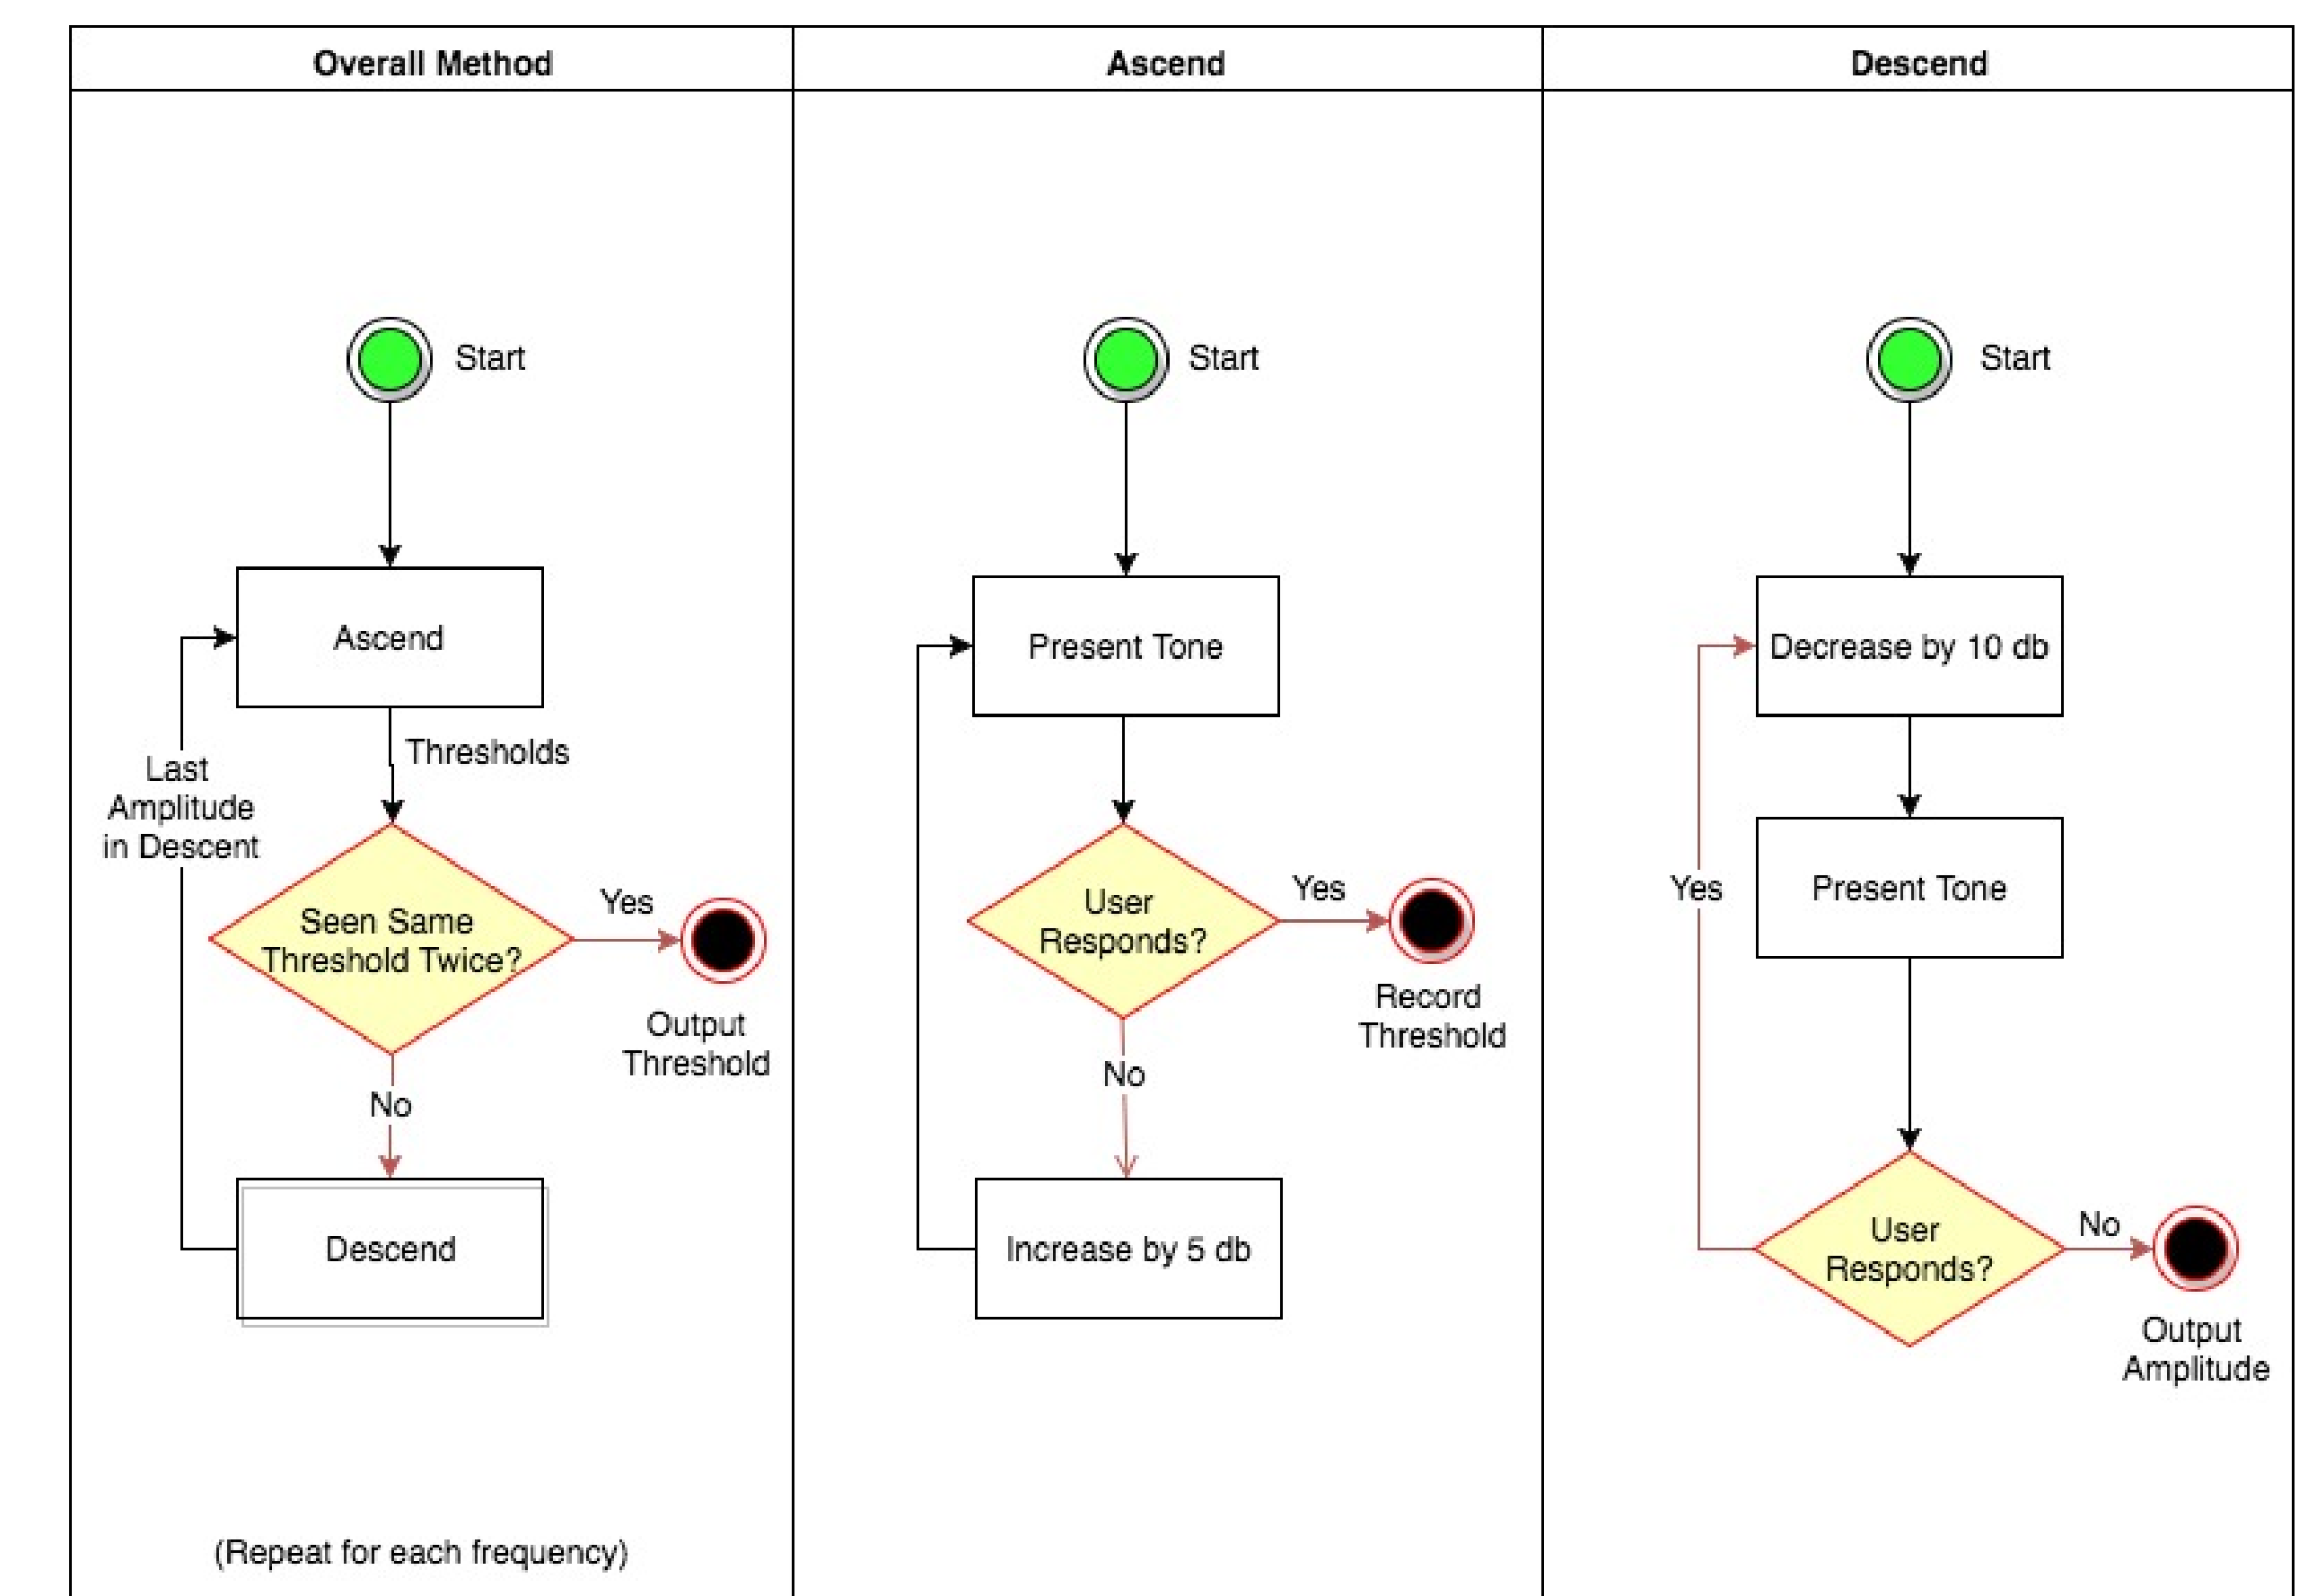 Overall Method
Start
Ascend
Thresholds
Last
Amplitude
in Descent
Seen Same
Threshold Twice?
Yes
Output
Threshold
No
Descend
(Repeat for each frequency)
Ascend
Start
Present Tone
User
Responds?
Yes
Record
Threshold
No
Increase by 5 db
Descend
Start
Decrease by 10 db
Present Tone
Yes
User
Responds?
No
Output
Amplitude